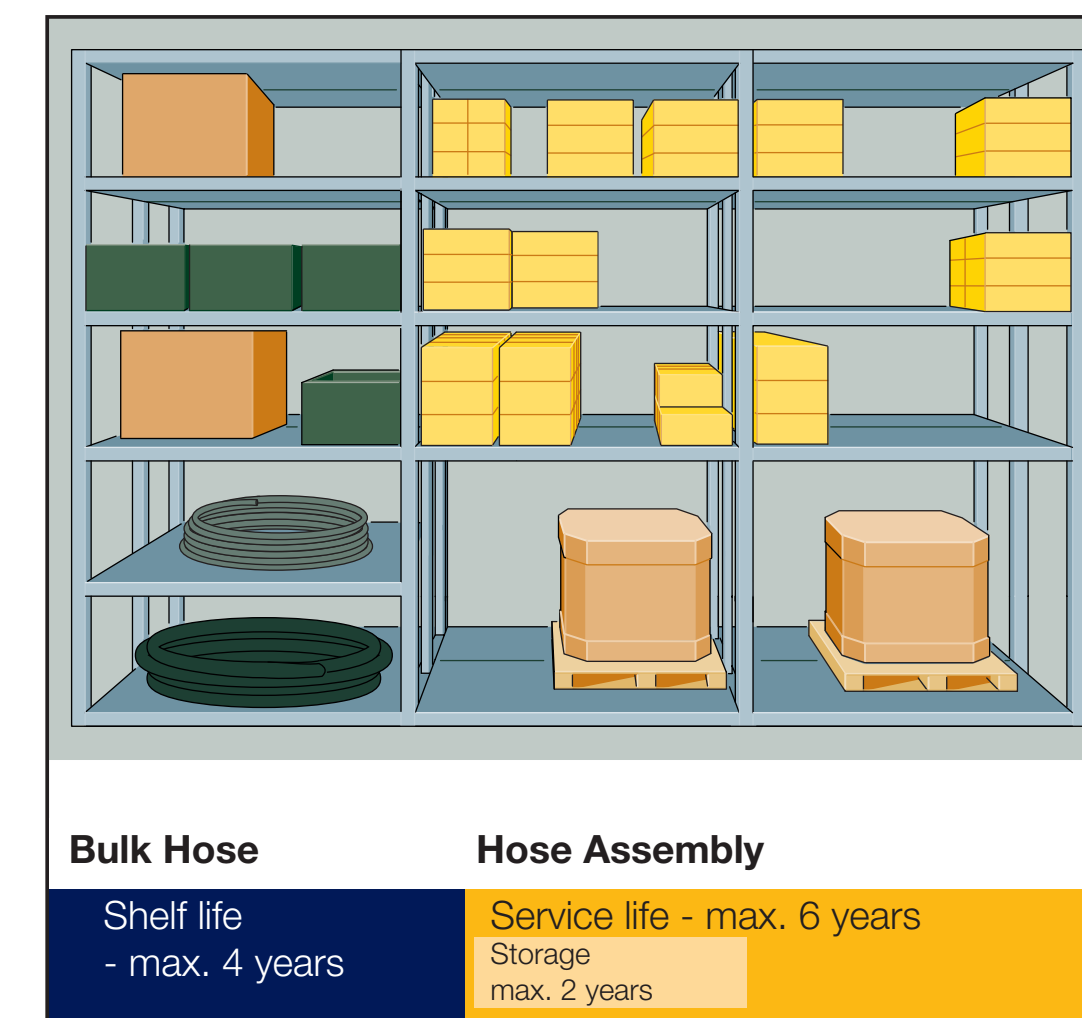 Bulk Hose
Hose Assembly
Shelf life
- max. 4 years
Service life - max. 6 years
Storage
max. 2 years